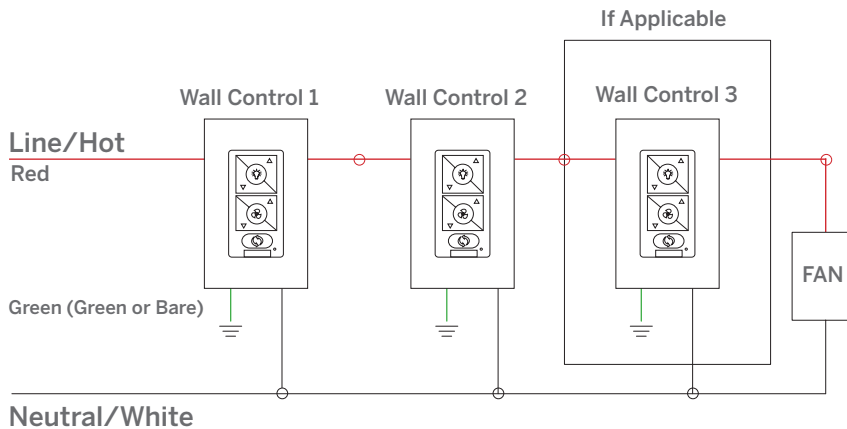 If Applicable
Wall Control 1
Wall Control 2
Wall Control 3
Line/Hot
Red
FAN
Green (Green or Bare)
Neutral/White